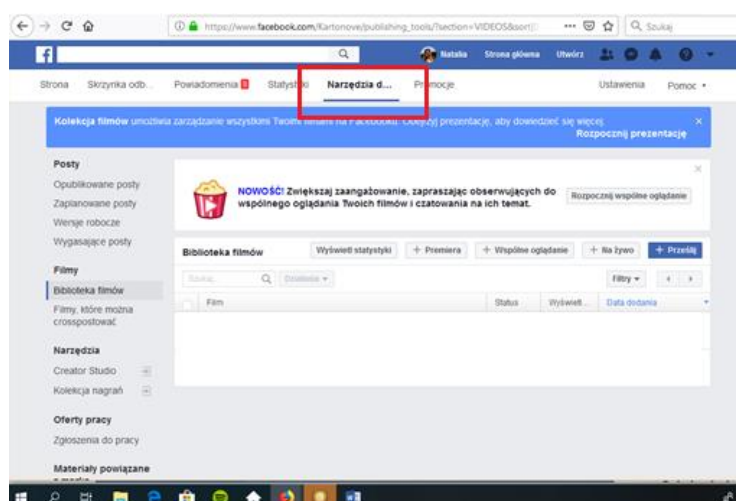 https://www.facebook.com/Kartonove/publishing_tools/?section=VIDEOS&sort[
Szukaj
Natalia Strona główna Utwórz
Strona Skrzynka odb... Powiadomienia Statystyki Narzędzia d... Promocje Ustawienia Pomoc
Kolekcja filmów umożliwia zarządzanie wszystkimi Twoimi filmami na Facebooku. Obejrzyj prezentację, aby dowiedzieć się więcej.
Rozpocznij prezentację
Posty
Opublikowane posty
Zaplanowane posty
Wersje robocze
Wygasające posty
Filmy
Biblioteka filmów
Filmy, które można
crosspostować
Narzędzia
Creator Studio
Kolekcja nagrań
Oferty pracy
Zgłoszenia do pracy
Materiały powiązane
NOWOŚĆ! Zwiększaj zaangażowanie, zapraszając obserwujących do
wspólnego oglądania Twoich filmów i czatowania na ich temat.
Rozpocznij wspólne oglądanie
Biblioteka filmów Wyświetl statystyki + Premiera + Wspólne oglądanie + Na żywo + Prześlij
Szukaj Działania Filtry
Film Status Wyświetl... Data dodania